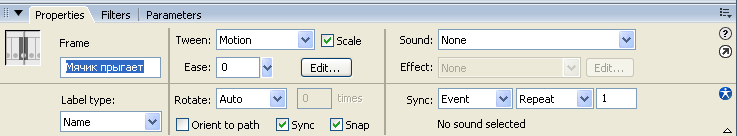 Properties Filters Parameters
Frame Tween: Motion Scale Sound: None
Мячик прыгает Ease: 0 Edit... Effect: None Edit...
Label type: Rotate: Auto 0 times Sync: Event Repeat 1
Name Orient to path Sync Snap No sound selected